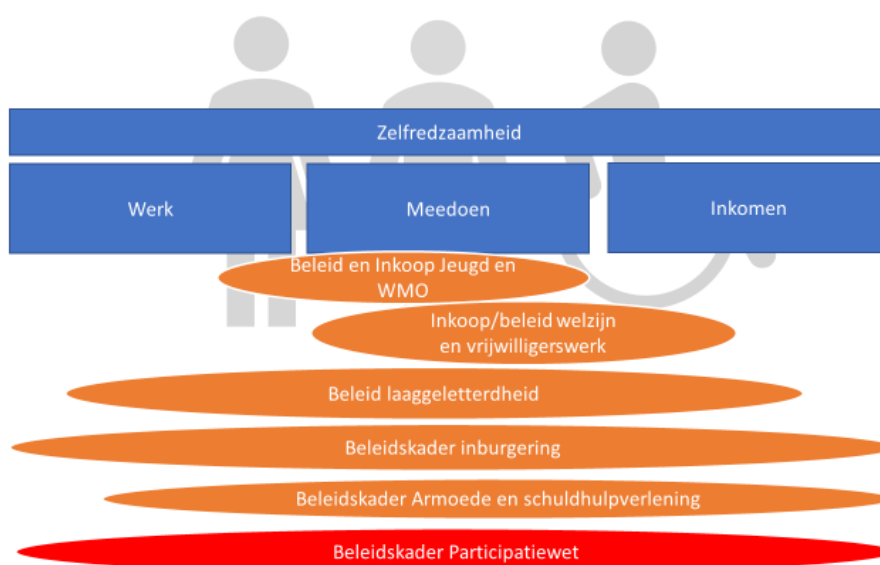 Zelfredzaamheid
Werk
Meedoen
Inkomen
Beleid en Inkoop Jeugd en
WMO
Inkoop/beleid welzijn
en vrijwilligerswerk
Beleid laaggeletterdheid
Beleidskader inburgering
Beleidskader Armoede en schuldhulpverlening
Beleidskader Participatiewet